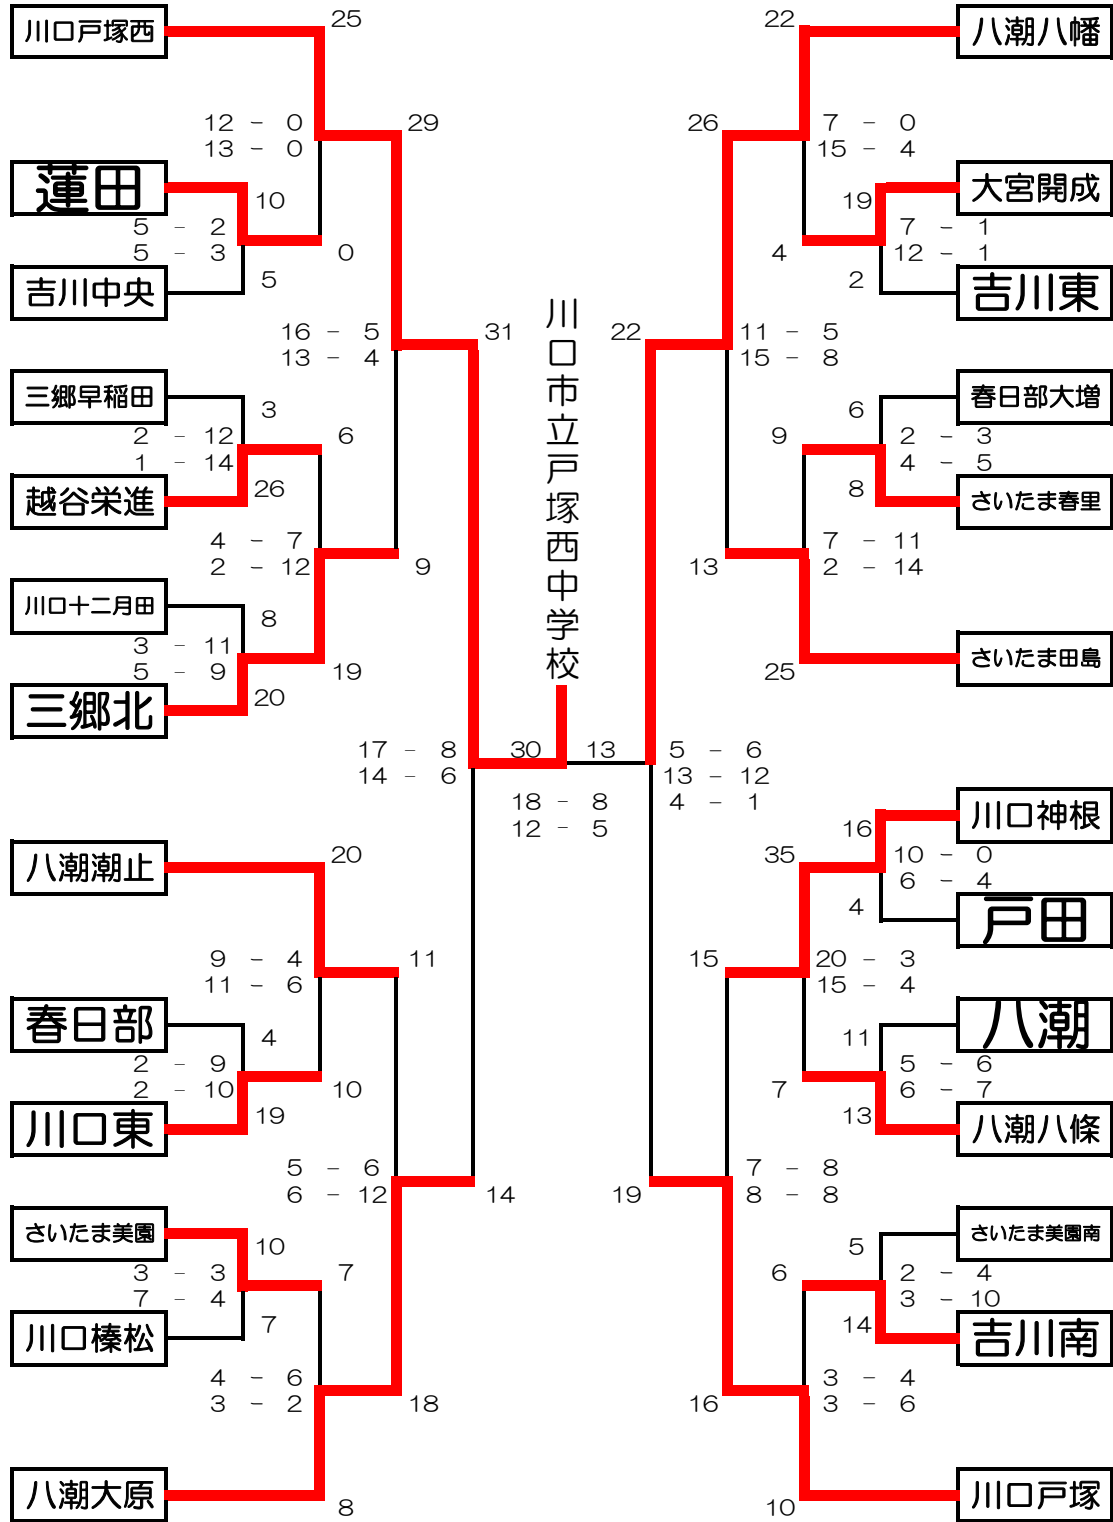 25
22
川口戸塚西
八潮八幡
12 - 0
29
26
7 - 0
13 - 0
15 - 4
蓮田
大宮開成
10
19
5 - 2
7 - 1
5 - 3
0
4
12 - 1
吉川中央
5
2
吉川東
16 - 5
31
22
11 - 5
13 - 4
15 - 8
川口市立戸塚西中学校
三郷早稲田
3
6
春日部大増
2 - 12
6
9
2 - 3
1 - 14
4 - 5
越谷栄進
26
8
さいたま春里
4 - 7
7 - 11
2 - 12
9
13
2 - 14
川口十二月田
8
3 - 11
さいたま田島
5 - 9
19
25
三郷北
20
17 - 8
30
13
5 - 6
14 - 6
13 - 12
18 - 8
4 - 1
12 - 5
川口神根
16
八潮潮止
20
35
10 - 0
6 - 4
4
戸田
9 - 4
11
15
20 - 3
11 - 6
15 - 4
春日部
4
11
八潮
2 - 9
5 - 6
2 - 10
10
7
6 - 7
川口東
19
13
八潮八條
5 - 6
7 - 8
6 - 12
14
19
8 - 8
さいたま美園
10
5
さいたま美園南
3 - 3
7
6
2 - 4
7 - 4
3 - 10
川口榛松
7
14
吉川南
4 - 6
3 - 4
3 - 2
18
16
3 - 6
八潮大原
8
10
川口戸塚